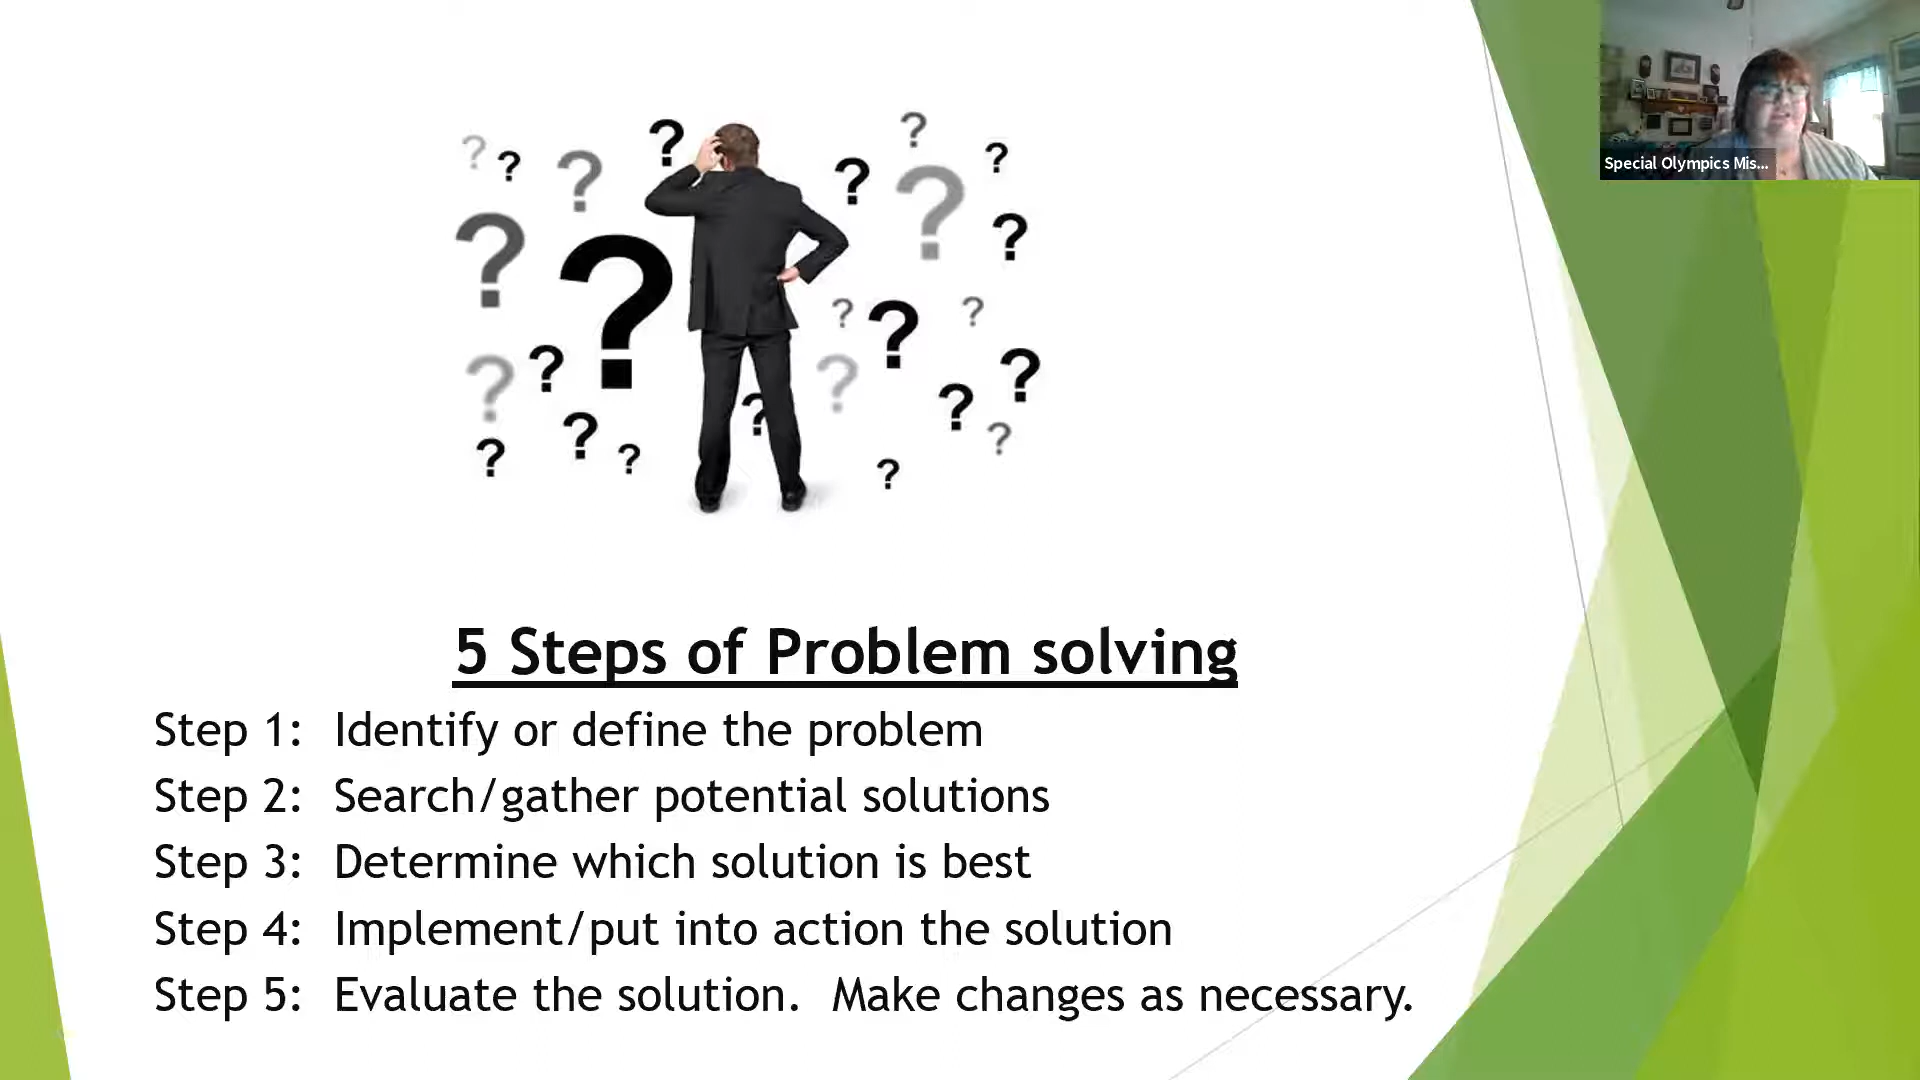 Special Olympics Mis...
5 Steps of Problem solving
Step 1: Identify or define the problem
Step 2: Search/gather potential solutions
Step 3: Determine which solution is best
Step 4: Implement/put into action the solution
Step 5: Evaluate the solution. Make changes as necessary.
? ? ? ? ? ? ? ? ? ? ? ? ? ? ? ? ? ? ? ? ? ? ? ? ?